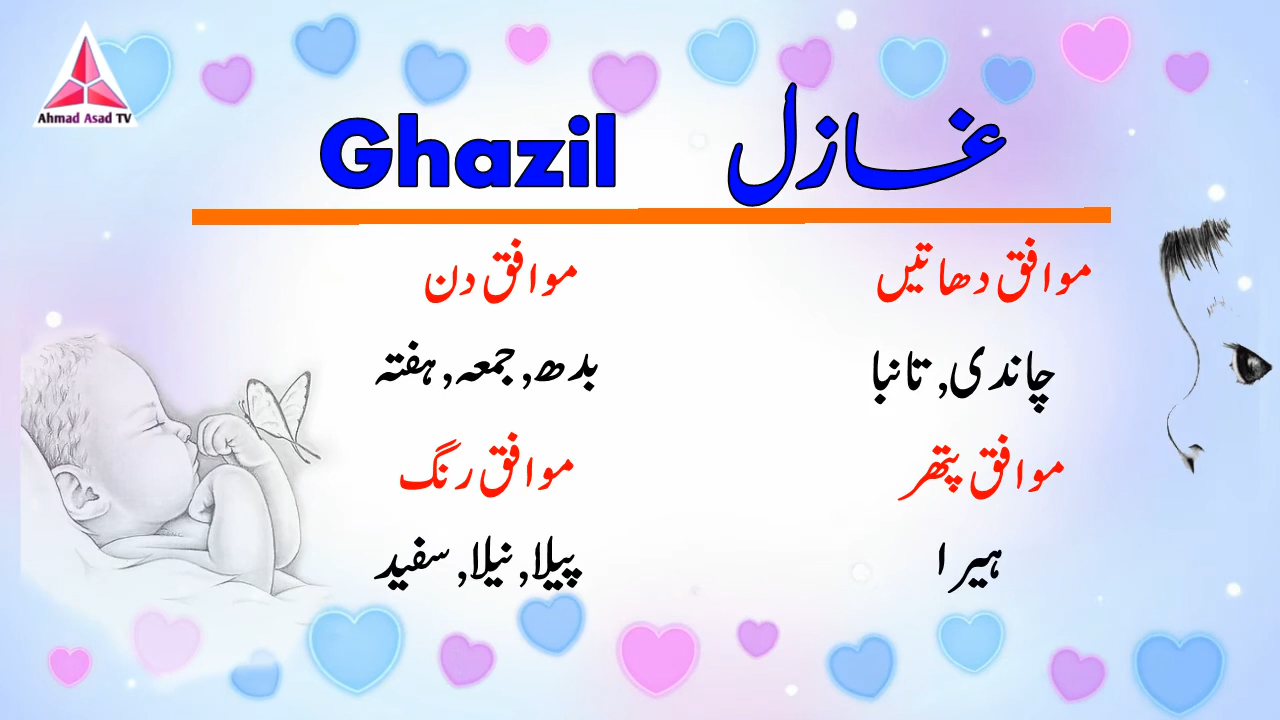 Ahmad Asad TV
غازل Ghazil
موافق دھاتیں موافق دن
چاندی, تانبا بدھ, جمعہ, ہفتہ
موافق پتھر موافق رنگ
ہیرا پیلا, نیلا, سفید